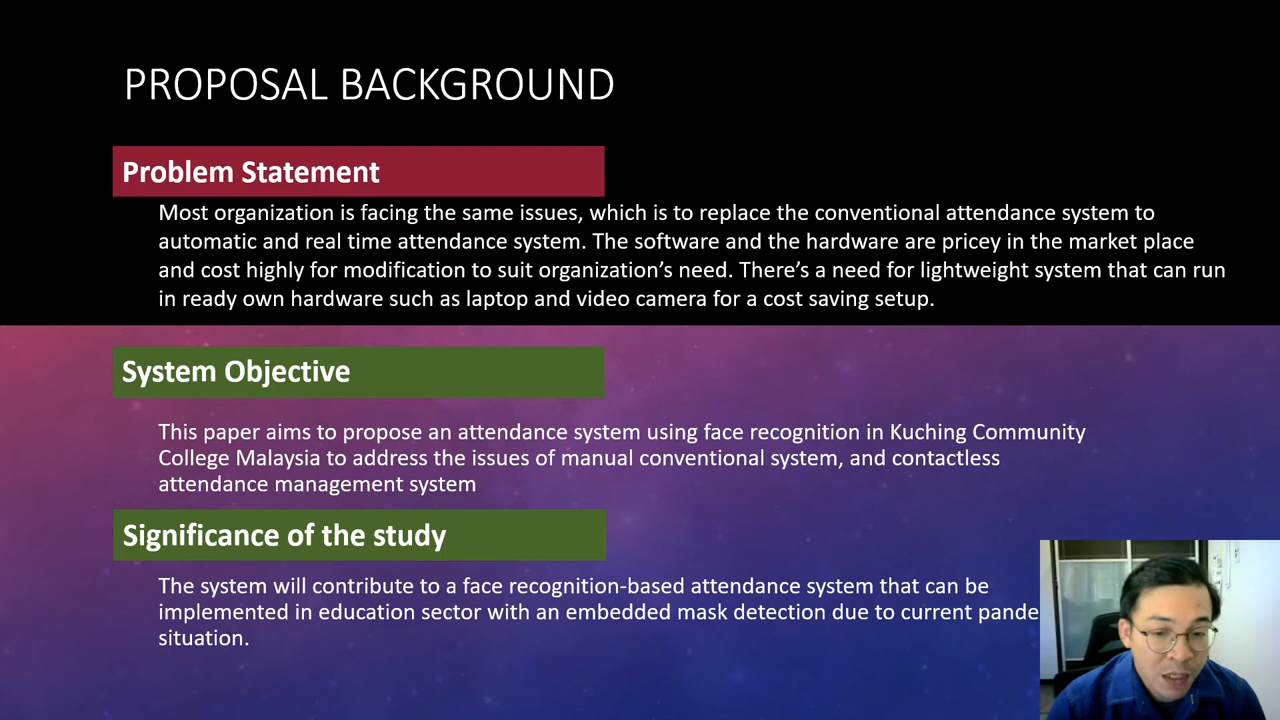 PROPOSAL BACKGROUND
Problem Statement
Most organization is facing the same issues, which is to replace the conventional attendance system to
automatic and real time attendance system. The software and the hardware are pricey in the market place
and cost highly for modification to suit organization’s need. There’s a need for lightweight system that can run
in ready own hardware such as laptop and video camera for a cost saving setup.
System Objective
This paper aims to propose an attendance system using face recognition in Kuching Community
College Malaysia to address the issues of manual conventional system, and contactless
attendance management system
Significance of the study
The system will contribute to a face recognition-based attendance system that can be
implemented in education sector with an embedded mask detection due to current pande
situation.